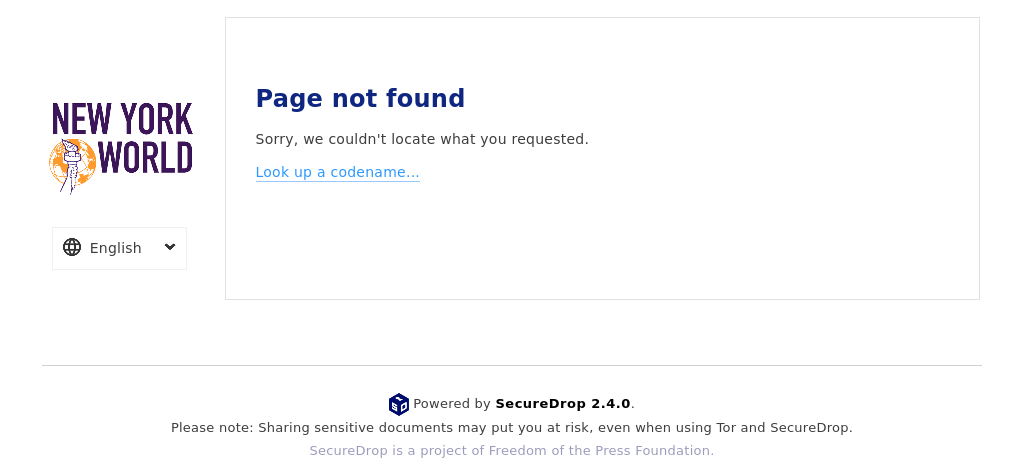 NEW YORK
WORLD
English
Page not found
Sorry, we couldn't locate what you requested.
Look up a codename...
Powered by SecureDrop 2.4.0.
Please note: Sharing sensitive documents may put you at risk, even when using Tor and SecureDrop.
SecureDrop is a project of Freedom of the Press Foundation.